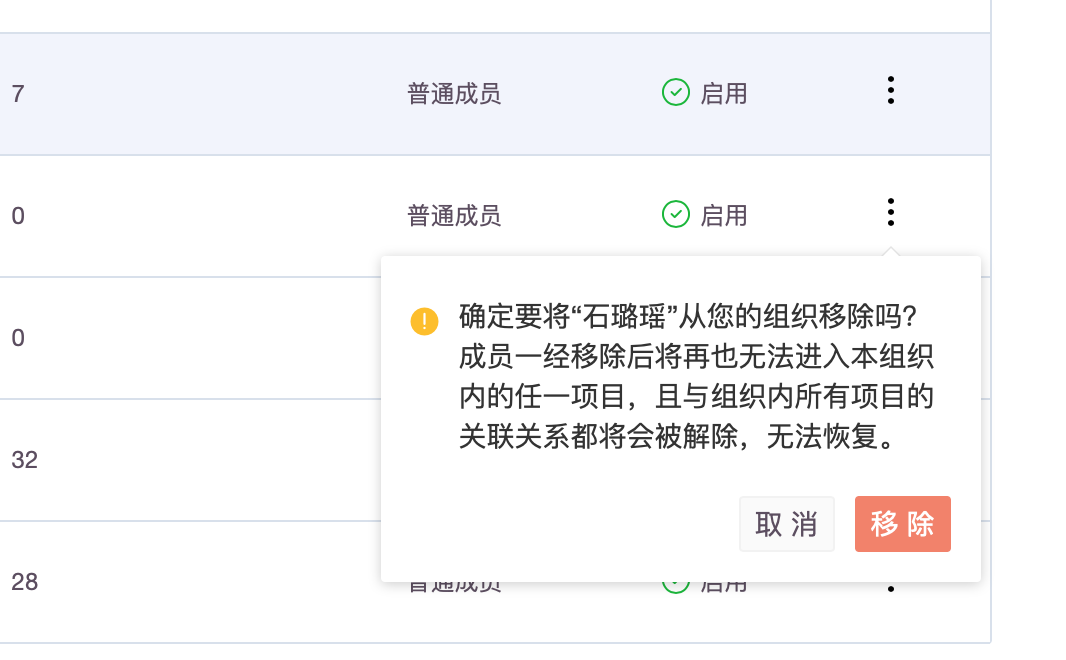 7 普通成员 启用
0 普通成员 启用
0
确定要将“石璐瑶”从您的组织移除吗?
成员一经移除后将再也无法进入本组织
内的任一项目，且与组织内所有项目的
关联关系都将会被解除，无法恢复。
32
取 消 移 除
28 普通成员 启用